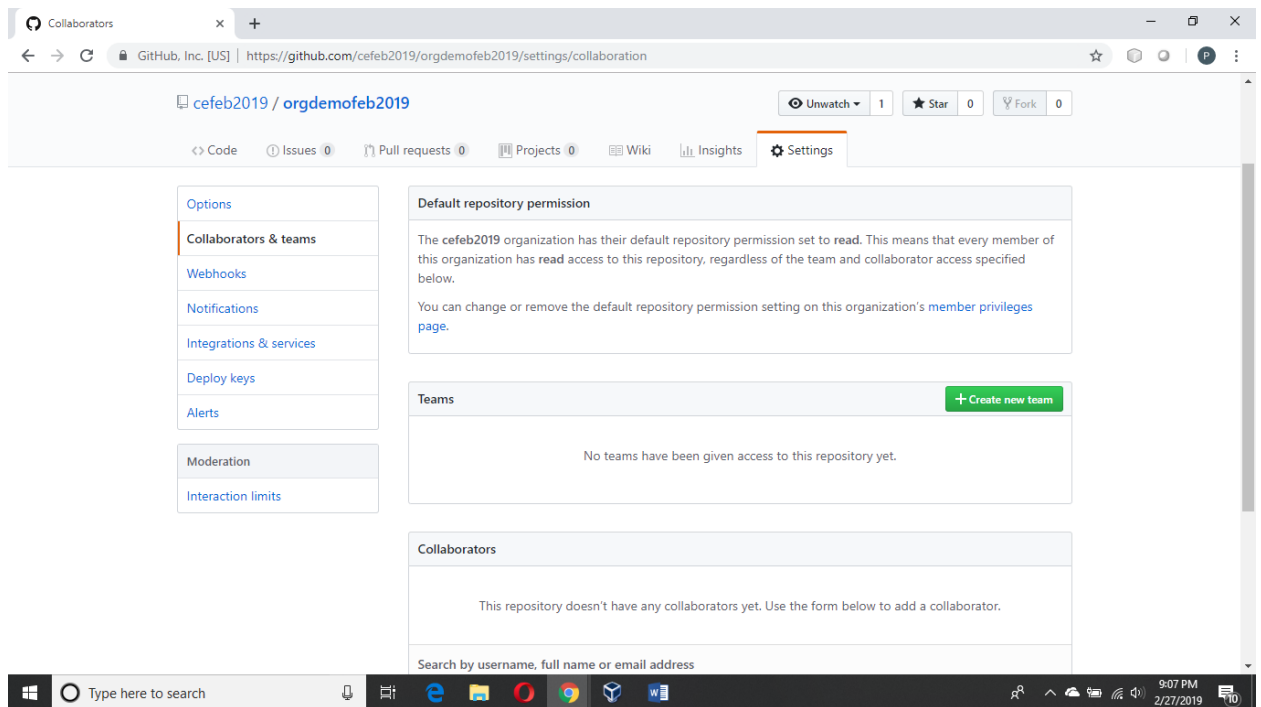 Collaborators
GitHub, Inc. [US] | https://github.com/cefeb2019/orgdemofeb2019/settings/collaboration
P
cefeb2019 / orgdemofeb2019
Unwatch 1 Star 0 Fork 0
Code Issues 0 Pull requests 0 Projects 0 Wiki Insights Settings
Options
Collaborators & teams
Webhooks
Notifications
Integrations & services
Deploy keys
Alerts
Moderation
Interaction limits
Default repository permission
The cefeb2019 organization has their default repository permission set to read. This means that every member of
this organization has read access to this repository, regardless of the team and collaborator access specified
below.
You can change or remove the default repository permission setting on this organization's member privileges
page.
Teams
Create new team
No teams have been given access to this repository yet.
Collaborators
This repository doesn't have any collaborators yet. Use the form below to add a collaborator.
Search by username, full name or email address
Type here to search
9:07 PM
2/27/2019
10